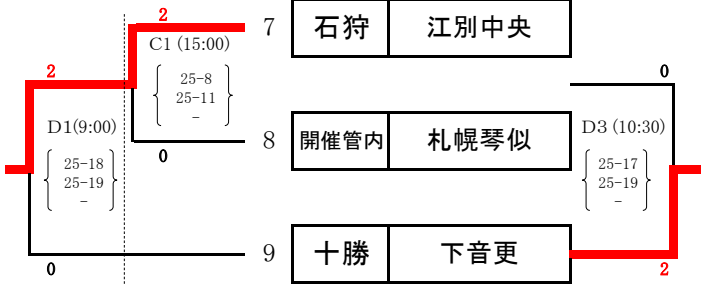 2
7 石狩 江別中央
C1 (15:00)
2
0
25-8
25-11
-
D1(9:00)
8 開催管内 札幌琴似
D3 (10:30)
0
25-18
25-19
-
25-17
25-19
-
9 十勝 下音更
0
2